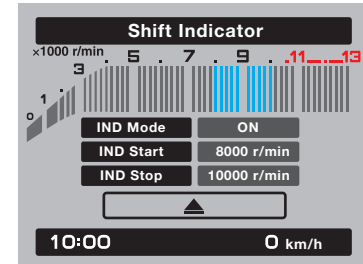 Shift Indicator
×1000 r/min
0 . 1 . 3 . 5 . 7 . 9 . 11 . 13
IND Mode ON
IND Start 8000 r/min
IND Stop 10000 r/min
10:00 0 km/h